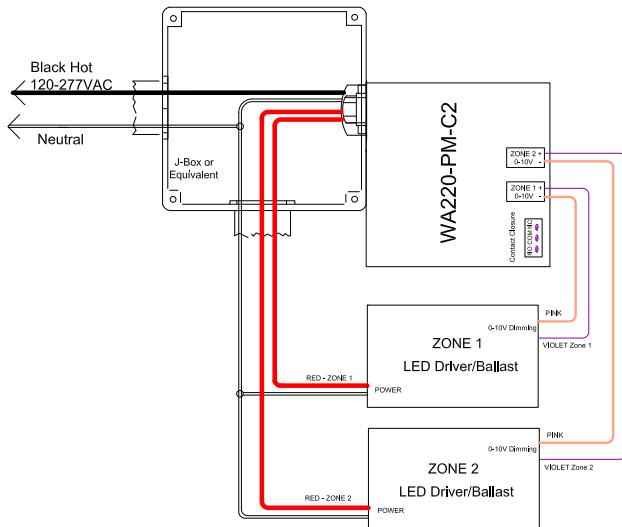 Black Hot
120-277VAC
Neutral
J-Box or
Equivalent
WA220-PM-C2
ZONE 2 +
0-10V -
ZONE 1 +
0-10V -
Contact Closure
NO COM NC
PINK
0-10V Dimming
VIOLET Zone 1
ZONE 1
LED Driver/Ballast
RED - ZONE 1
POWER
PINK
0-10V Dimming
VIOLET Zone 2
ZONE 2
LED Driver/Ballast
RED - ZONE 2
POWER